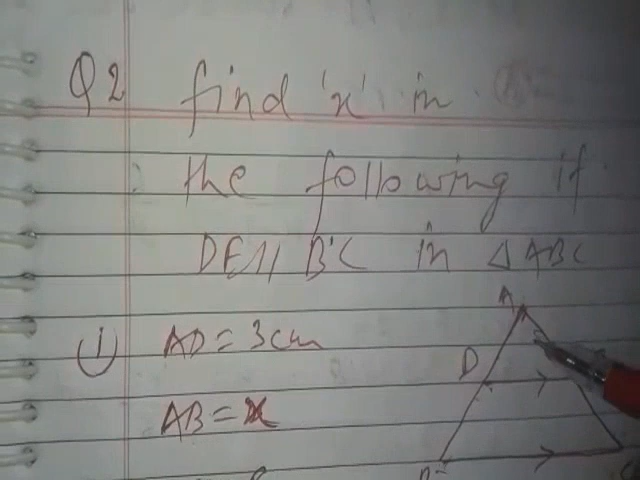 Q2 find 'x' in
the following if
DE || BC in △ABC
(i) AD = 3cm
AB = x
A
D
B
C